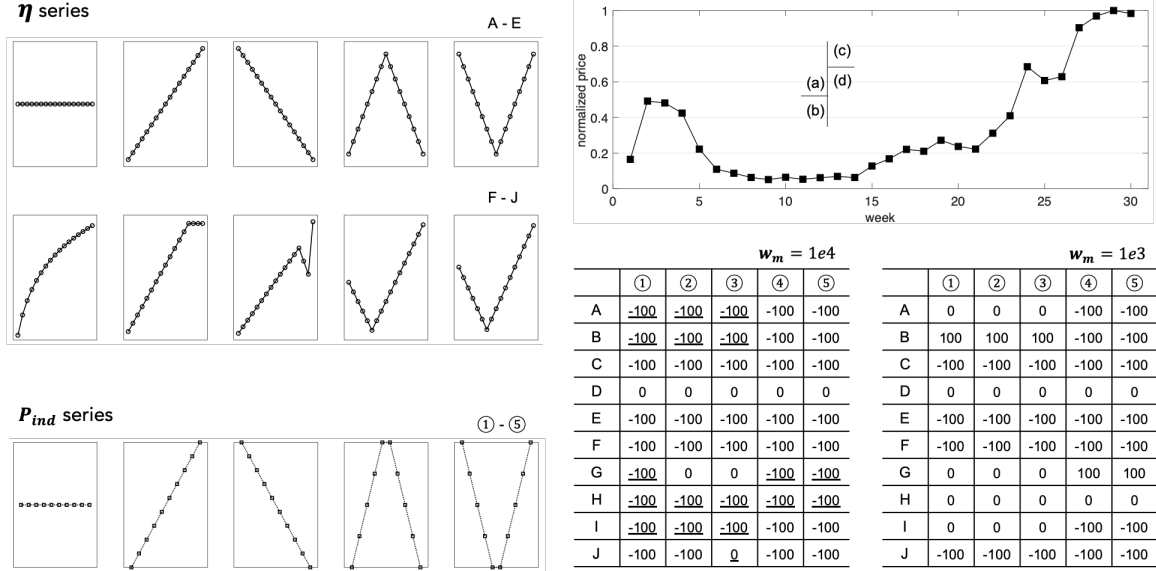 η series
A - E
F - J
P_ind series
① - ⑤
normalized price
1
0.8
0.6
0.4
0.2
0
(a)
(b)
(c)
(d)
0 5 10 15 20 25 30
week
w_m = 1e4
① ② ③ ④ ⑤
A -100 -100 -100 -100 -100
B -100 -100 -100 -100 -100
C -100 -100 -100 -100 -100
D 0 0 0 0 0
E -100 -100 -100 -100 -100
F -100 -100 -100 -100 -100
G -100 0 0 -100 -100
H -100 -100 -100 -100 -100
I -100 -100 -100 -100 -100
J -100 -100 0 -100 -100
w_m = 1e3
① ② ③ ④ ⑤
A 0 0 0 -100 -100
B 100 100 100 -100 -100
C -100 -100 -100 -100 -100
D 0 0 0 0 0
E -100 -100 -100 -100 -100
F -100 -100 -100 -100 -100
G 0 0 0 100 100
H 0 0 0 0 0
I 0 0 0 -100 -100
J -100 -100 -100 -100 -100